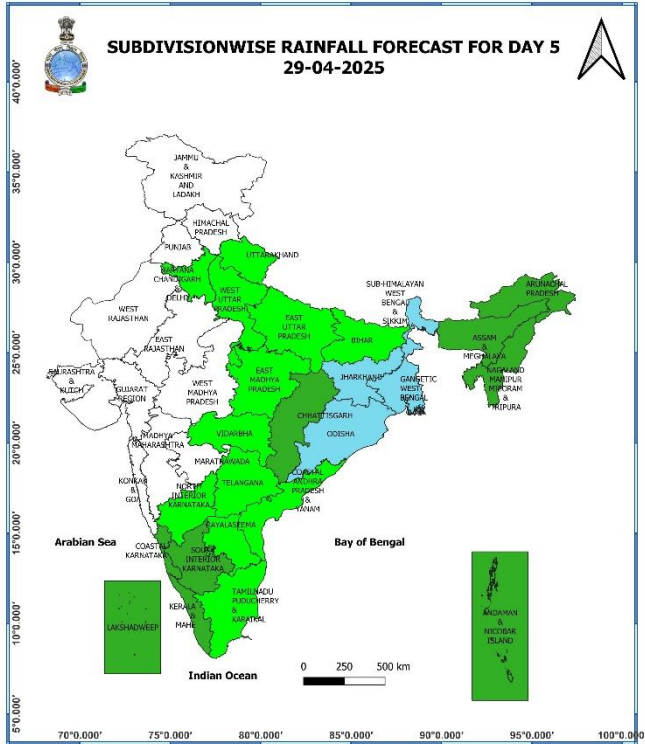 SUBDIVISIONWISE RAINFALL FORECAST FOR DAY 5
29-04-2025
40°0.000'
35°0.000'
30°0.000'
25°0.000'
20°0.000'
15°0.000'
10°0.000'
5°0.000'
JAMMU
&
KASHMIR
AND
LADAKH
HIMACHAL
PRADESH
PUNJAB
UTTARAKHAND
HARYANA
CHANDIGARH
&
DELHI
WEST
UTTAR
PRADESH
SUB-HIMALAYAN
WEST
BENGAL
&
SIKKIM
ARUNACHAL
PRADESH
WEST
RAJASTHAN
EAST
RAJASTHAN
EAST
UTTAR
PRADESH
BIHAR
ASSAM
&
MEGHALAYA
NAGALAND
MANIPUR
MIZORAM
&
TRIPURA
SAURASHTRA
&
KUTCH
GUJARAT
REGION
WEST
MADHYA
PRADESH
EAST
MADHYA
PRADESH
JHARKHAND
GANGETIC
WEST
BENGAL
CHHATTISGARH
ODISHA
VIDARBHA
MADHYA
MAHARASHTRA
MARATHWADA
KONKAN
&
GOA
TELANGANA
COASTAL
ANDHRA
PRADESH
&
YANAM
NORTH
INTERIOR
KARNATAKA
RAYALASEEMA
Arabian Sea
Bay of Bengal
COASTAL
KARNATAKA
SOUTH
INTERIOR
KARNATAKA
KERALA
&
MAHE
TAMILNADU
PUDUCHERRY
&
KARAIKAL
LAKSHADWEEP
ANDAMAN
&
NICOBAR
ISLAND
Indian Ocean
0 250 500 km
70°0.000' 75°0.000' 80°0.000' 85°0.000' 90°0.000' 95°0.000' 100°0.000'